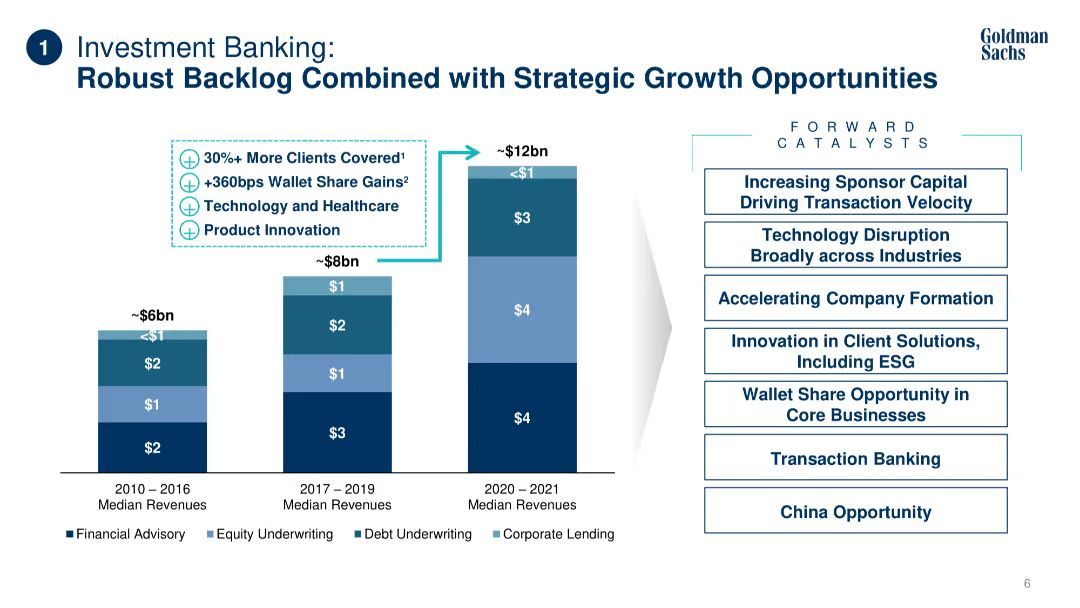 1
Investment Banking:
Robust Backlog Combined with Strategic Growth Opportunities
Goldman
Sachs
30%+ More Clients Covered¹
+360bps Wallet Share Gains²
Technology and Healthcare
Product Innovation
~$6bn
<$1
$2
$1
$2
~$8bn
$1
$2
$1
$3
~$12bn
<$1
$3
$4
$4
2010 – 2016
Median Revenues
2017 – 2019
Median Revenues
2020 – 2021
Median Revenues
Financial Advisory
Equity Underwriting
Debt Underwriting
Corporate Lending
FORWARD
CATALYSTS
Increasing Sponsor Capital
Driving Transaction Velocity
Technology Disruption
Broadly across Industries
Accelerating Company Formation
Innovation in Client Solutions,
Including ESG
Wallet Share Opportunity in
Core Businesses
Transaction Banking
China Opportunity
6